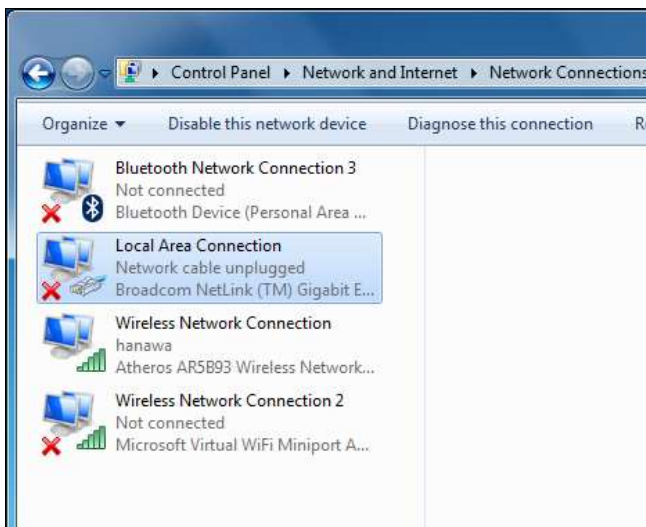 Control Panel ▸ Network and Internet ▸ Network Connections
Organize ▾ Disable this network device Diagnose this connection
Bluetooth Network Connection 3
Not connected
Bluetooth Device (Personal Area ...
Local Area Connection
Network cable unplugged
Broadcom NetLink (TM) Gigabit E...
Wireless Network Connection
hanawa
Atheros AR5B93 Wireless Network...
Wireless Network Connection 2
Not connected
Microsoft Virtual WiFi Miniport A...